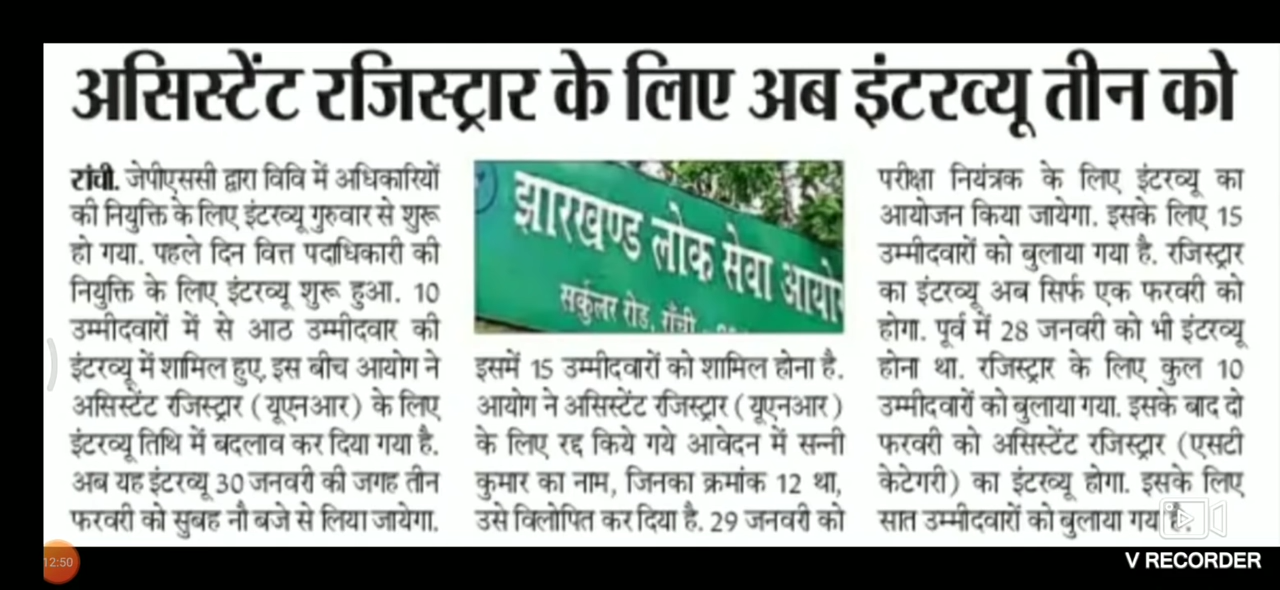 असिस्टेंट रजिस्ट्रार के लिए अब इंटरव्यू तीन को
रांची. जेपीएससी द्वारा विवि में अधिकारियों
की नियुक्ति के लिए इंटरव्यू गुरुवार से शुरू
हो गया. पहले दिन वित्त पदाधिकारी की
नियुक्ति के लिए इंटरव्यू शुरू हुआ. 10
उम्मीदवारों में से आठ उम्मीदवार की
इंटरव्यू में शामिल हुए. इस बीच आयोग ने
असिस्टेंट रजिस्ट्रार (यूएनआर) के लिए
इंटरव्यू तिथि में बदलाव कर दिया गया है.
अब यह इंटरव्यू 30 जनवरी की जगह तीन
फरवरी को सुबह नौ बजे से लिया जायेगा.
झारखण्ड लोक सेवा आयोग
सर्कुलर रोड, राँची
इसमें 15 उम्मीदवारों को शामिल होना है.
आयोग ने असिस्टेंट रजिस्ट्रार (यूएनआर)
के लिए रद्द किये गये आवेदन में सन्नी
कुमार का नाम, जिनका क्रमांक 12 था,
उसे विलोपित कर दिया है. 29 जनवरी को
परीक्षा नियंत्रक के लिए इंटरव्यू का
आयोजन किया जायेगा. इसके लिए 15
उम्मीदवारों को बुलाया गया है. रजिस्ट्रार
का इंटरव्यू अब सिर्फ एक फरवरी को
होगा. पूर्व में 28 जनवरी को भी इंटरव्यू
होना था. रजिस्ट्रार के लिए कुल 10
उम्मीदवारों को बुलाया गया. इसके बाद दो
फरवरी को असिस्टेंट रजिस्ट्रार (एसटी
केटेगरी) का इंटरव्यू होगा. इसके लिए
सात उम्मीदवारों को बुलाया गया है.
12:50
V RECORDER